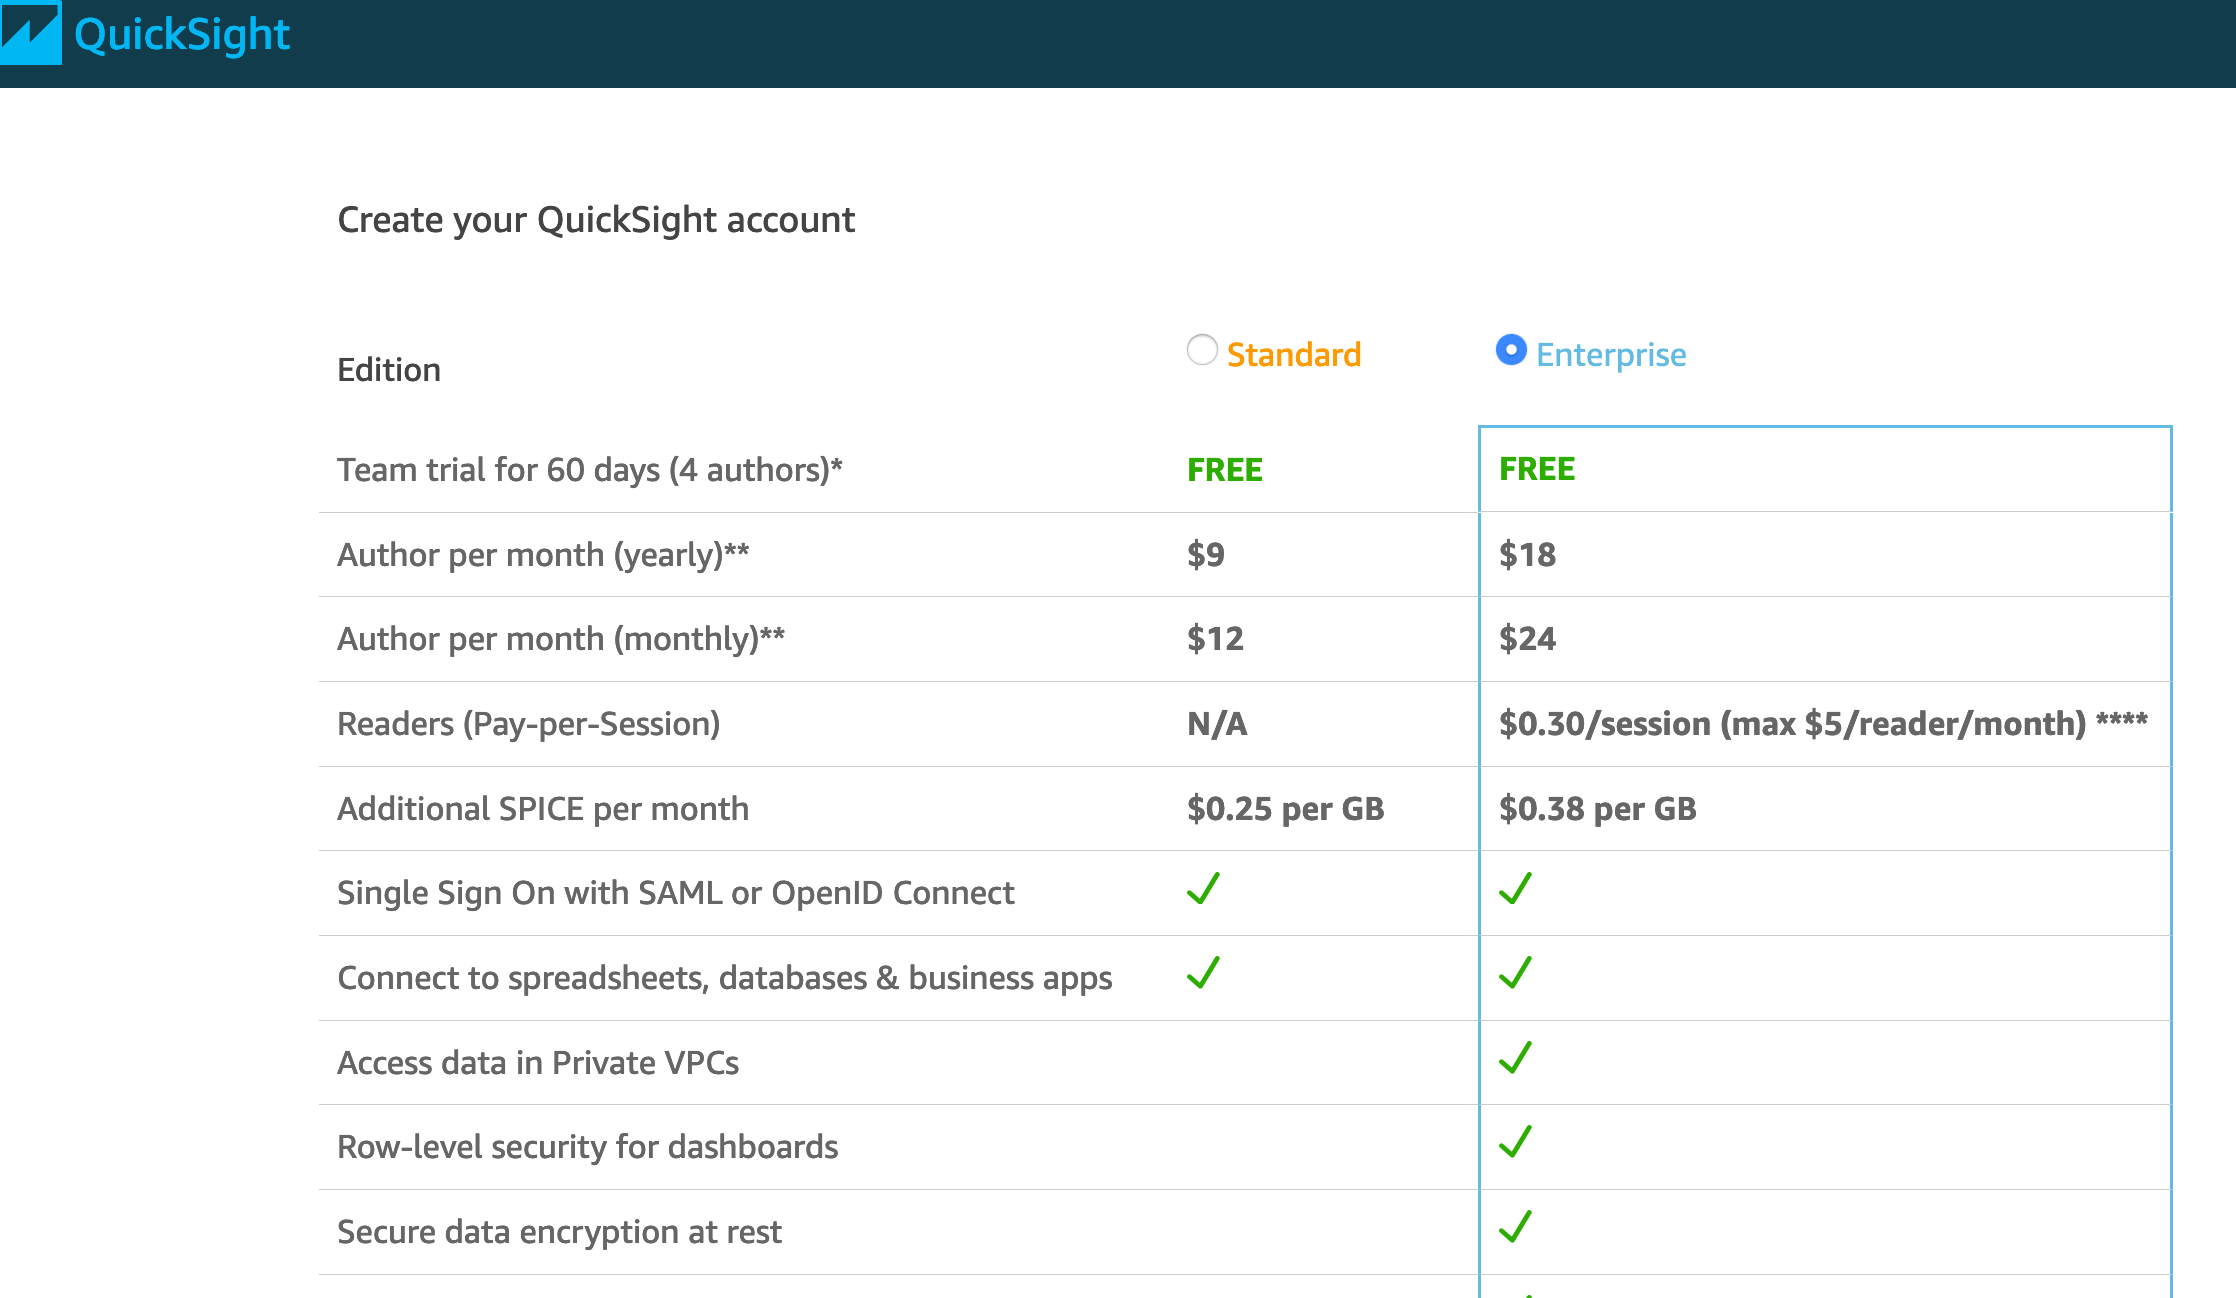 QuickSight
Create your QuickSight account
Edition Standard Enterprise
Team trial for 60 days (4 authors)* FREE FREE
Author per month (yearly)** $9 $18
Author per month (monthly)** $12 $24
Readers (Pay-per-Session) N/A $0.30/session (max $5/reader/month) ****
Additional SPICE per month $0.25 per GB $0.38 per GB
Single Sign On with SAML or OpenID Connect
Connect to spreadsheets, databases & business apps
Access data in Private VPCs
Row-level security for dashboards
Secure data encryption at rest